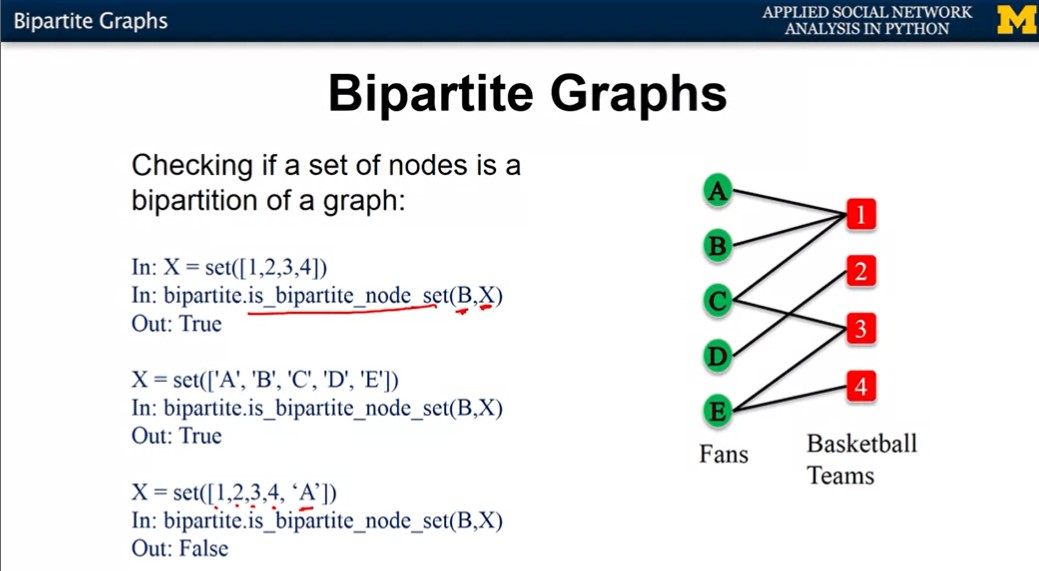 Bipartite Graphs
APPLIED SOCIAL NETWORK
ANALYSIS IN PYTHON
M
Bipartite Graphs
Checking if a set of nodes is a
bipartition of a graph:
In: X = set([1,2,3,4])
In: bipartite.is_bipartite_node_set(B,X)
Out: True
X = set(['A', 'B', 'C', 'D', 'E'])
In: bipartite.is_bipartite_node_set(B,X)
Out: True
X = set([1,2,3,4, ‘A’])
In: bipartite.is_bipartite_node_set(B,X)
Out: False
A
B
C
D
E
1
2
3
4
Fans
Basketball
Teams